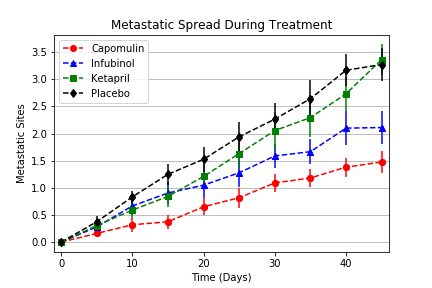 Metastatic Spread During Treatment
Capomulin
Infubinol
Ketapril
Placebo
Metastatic Sites
3.5
3.0
2.5
2.0
1.5
1.0
0.5
0.0
0 10 20 30 40
Time (Days)